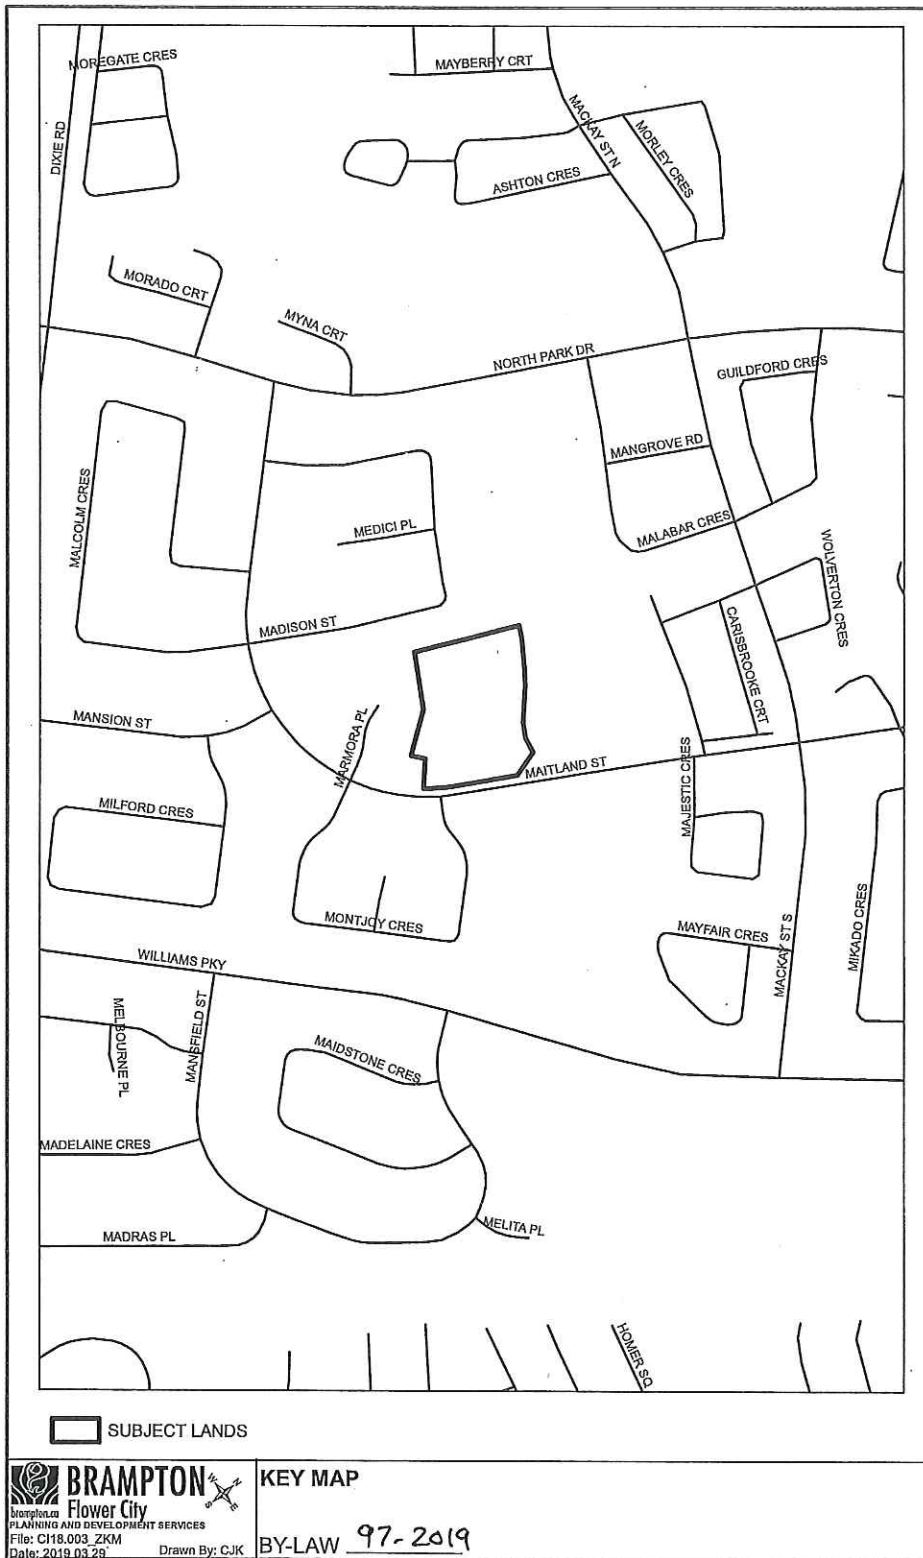 MOREGATE CRES
MAYBERRY CRT
DIXIE RD
MACKAY ST N
MORLEY CRES
ASHTON CRES
MORADO CRT
MYNA CRT
NORTH PARK DR
GUILDFORD CRES
MANGROVE RD
MALCOLM CRES
MEDICI PL
MALABAR CRES
WOLVERTON CRES
MADISON ST
CARISBROOKE CRT
MANSION ST
MARMORA PL
MAITLAND ST
MAJESTIC CRES
MILFORD CRES
MONTJOY CRES
MAYFAIR CRES
MACKAY ST S
MIKADO CRES
WILLIAMS PKY
MELBOURNE PL
MANSFIELD ST
MAIDSTONE CRES
MADELAINE CRES
MADRAS PL
MELITA PL
HOMER SQ
SUBJECT LANDS
BRAMPTON
brampton.ca Flower City
W N
S E
PLANNING AND DEVELOPMENT SERVICES
File: CI18.003_ZKM
Date: 2019 03 29 Drawn By: CJK
KEY MAP
BY-LAW 97-2019